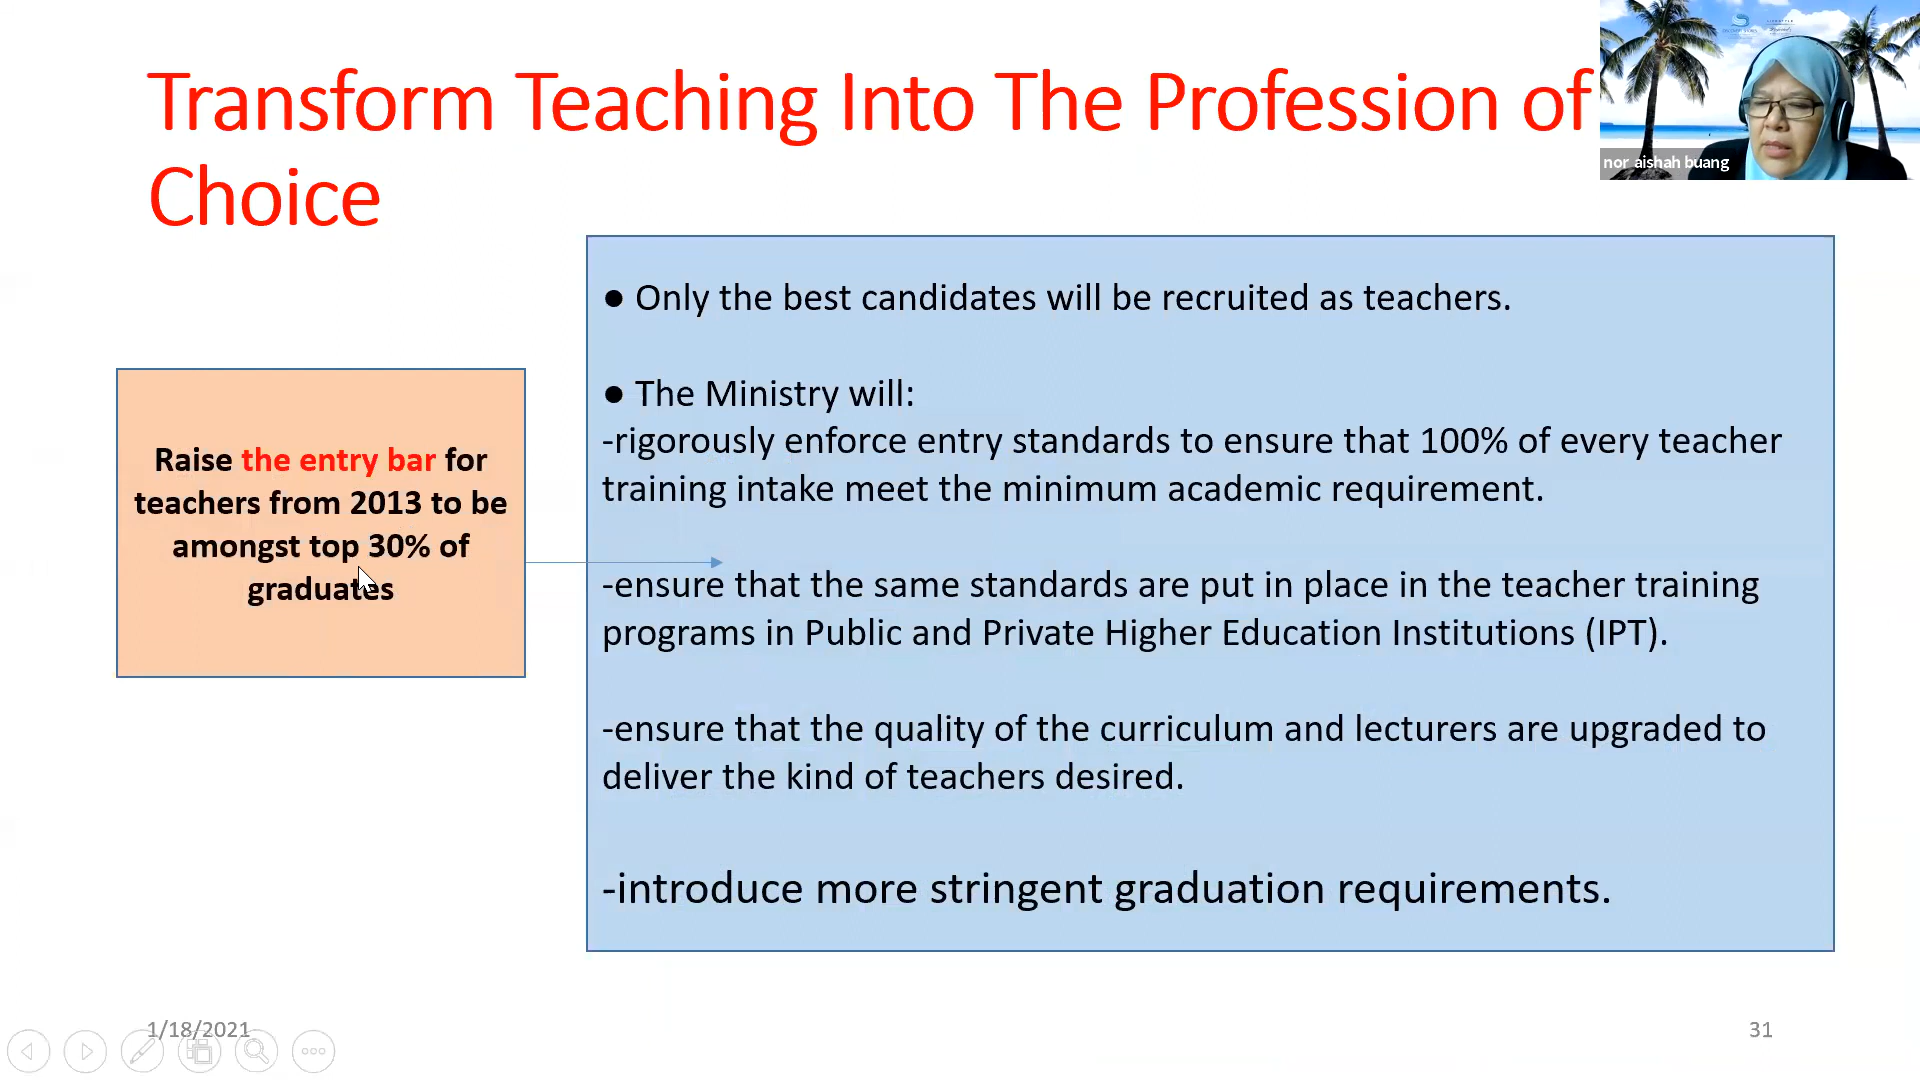 Transform Teaching Into The Profession of
Choice
nor aishah buang
● Only the best candidates will be recruited as teachers.
● The Ministry will:
-rigorously enforce entry standards to ensure that 100% of every teacher
training intake meet the minimum academic requirement.
-ensure that the same standards are put in place in the teacher training
programs in Public and Private Higher Education Institutions (IPT).
-ensure that the quality of the curriculum and lecturers are upgraded to
deliver the kind of teachers desired.
-introduce more stringent graduation requirements.
Raise the entry bar for
teachers from 2013 to be
amongst top 30% of
graduates
1/18/2021
31